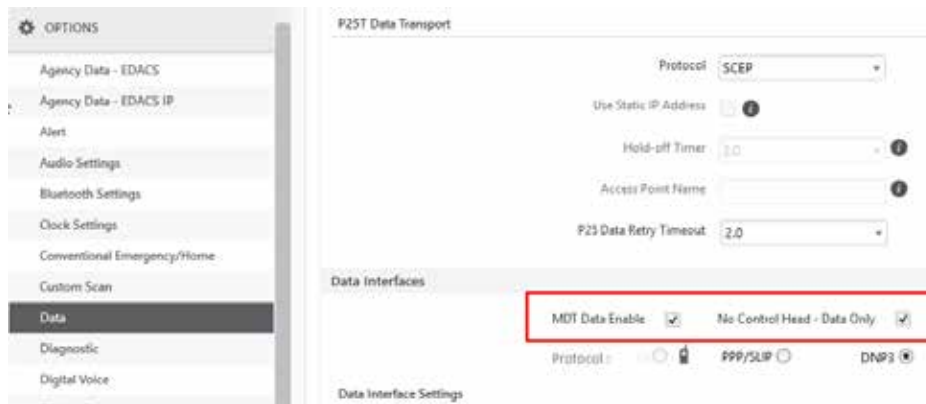 OPTIONS
Agency Data - EDACS
Agency Data - EDACS IP
Alert
Audio Settings
Bluetooth Settings
Clock Settings
Conventional Emergency/Home
Custom Scan
Data
Diagnostic
Digital Voice
P25T Data Transport
Protocol SCEP
Use Static IP Address
Hold-off Timer 2.0
Access Point Name
P25 Data Retry Timeout 2.0
Data Interfaces
MDT Data Enable No Control Head - Data Only
Protocol : PPP/SLIP DNP3
Data Interface Settings